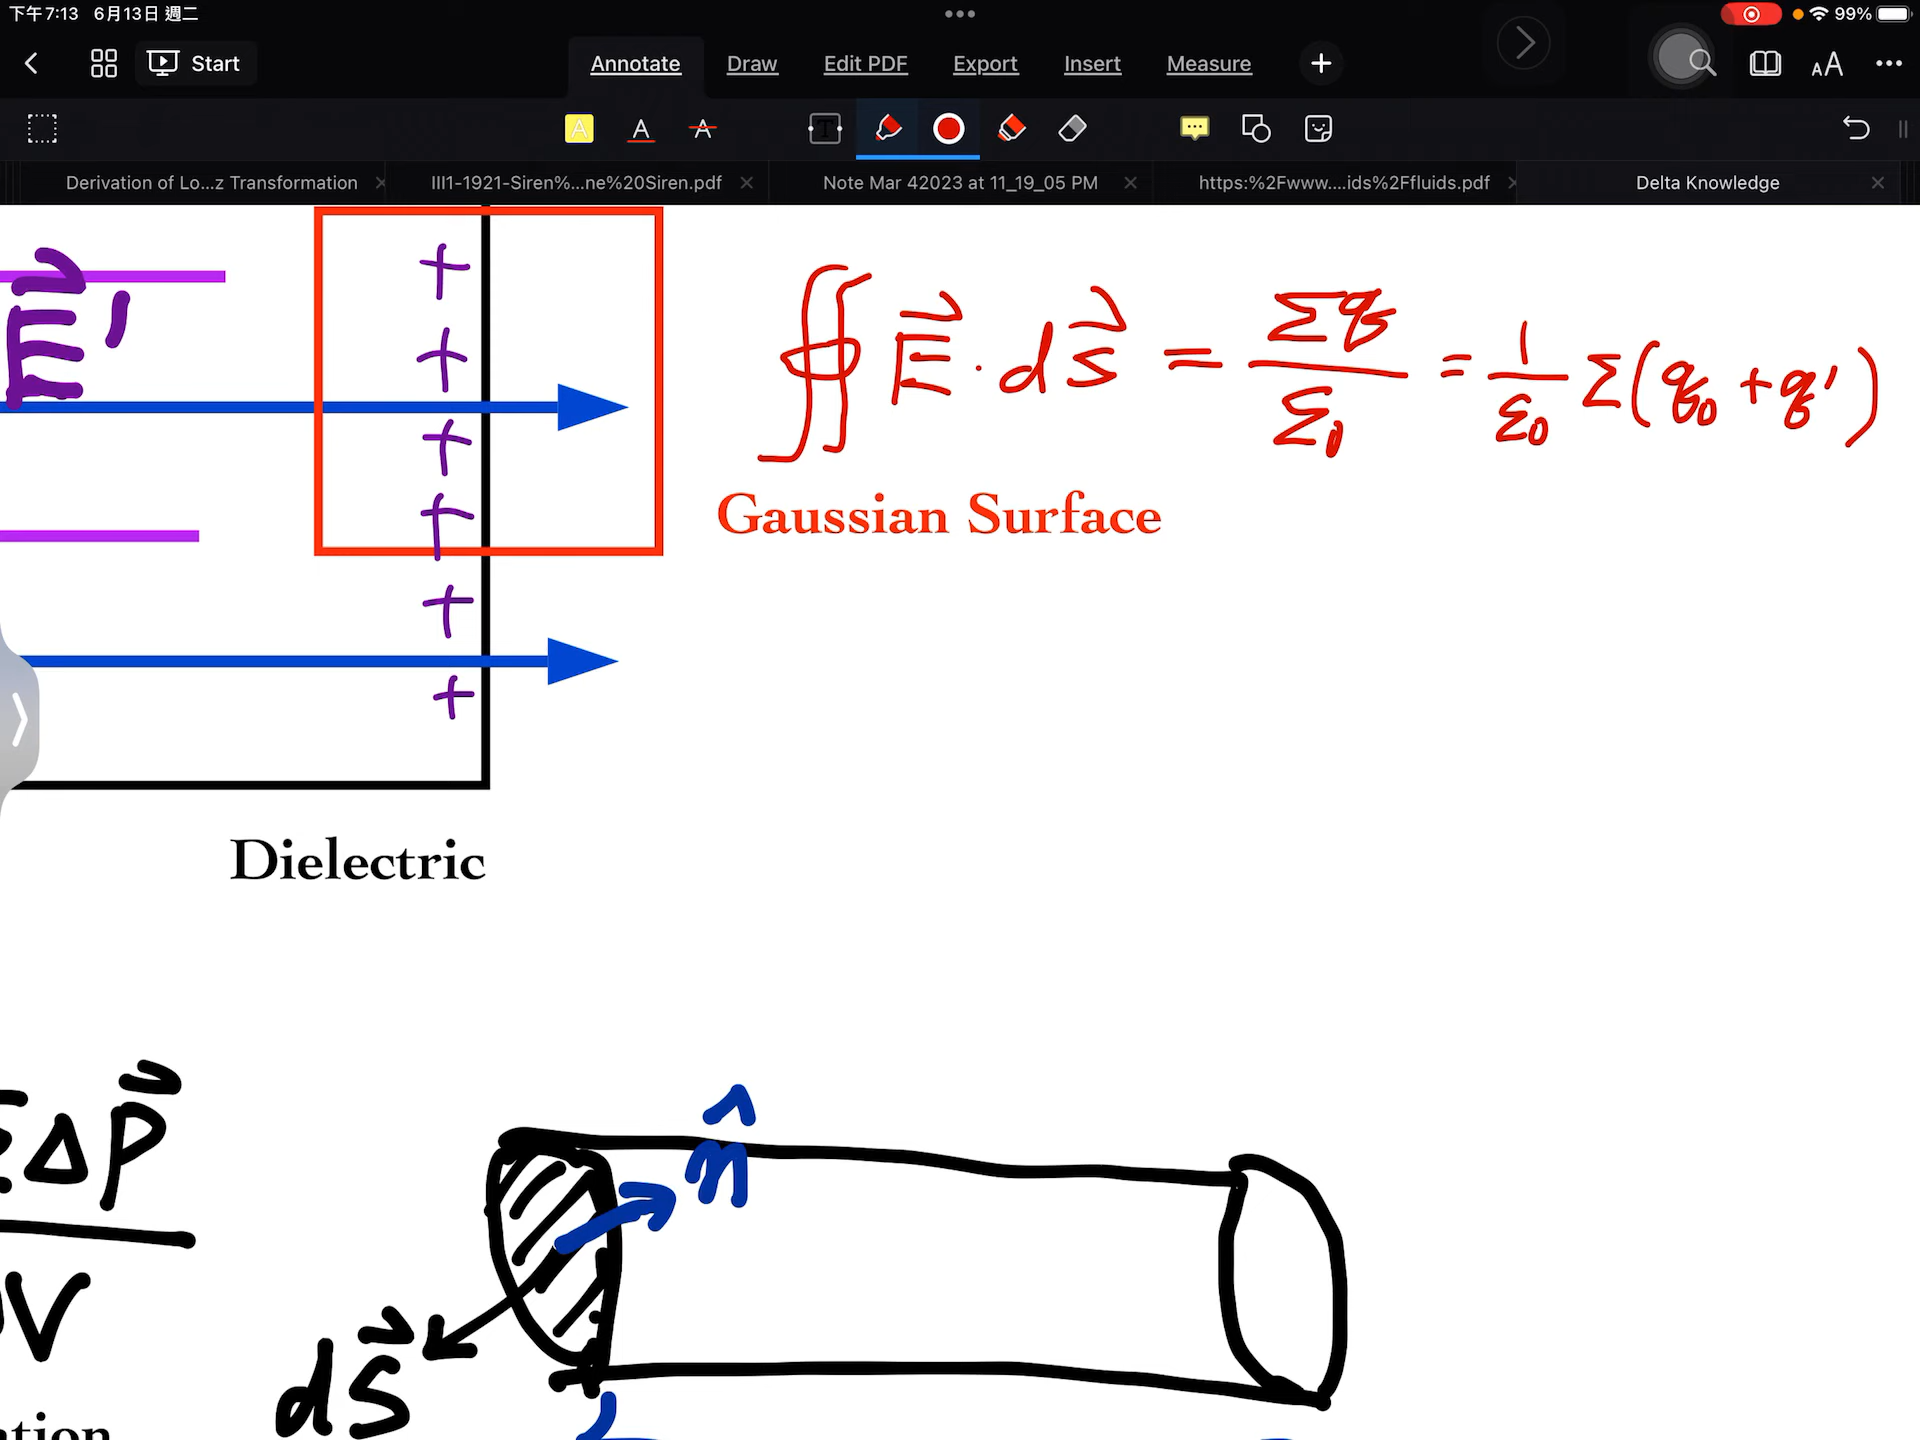 下午7:13 6月13日 週二 99%
Start Annotate Draw Edit PDF Export Insert Measure AA
A A A T
Derivation of Lo...z Transformation III1-1921-Siren%...ne%20Siren.pdf Note Mar 42023 at 11_19_05 PM https:%2Fwww....ids%2Ffluids.pdf Delta Knowledge
E⃗'
+
+
+
+
+
+
∯ E⃗ · dS⃗ = Σq/ε₀ = 1/ε₀ Σ(q₀ + q')
Gaussian Surface
Dielectric
ΣΔp⃗
V
n̂
dS⃗